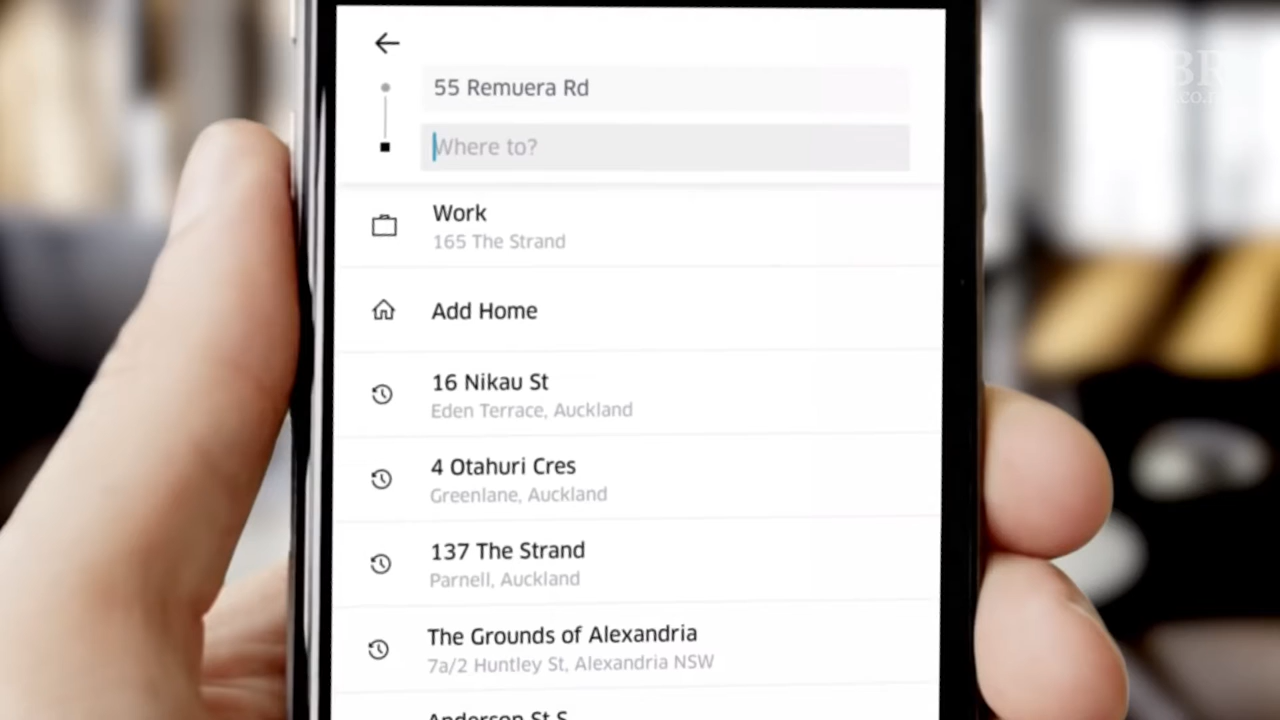 55 Remuera Rd
Where to?
Work
165 The Strand
Add Home
16 Nikau St
Eden Terrace, Auckland
4 Otahuri Cres
Greenlane, Auckland
137 The Strand
Parnell, Auckland
The Grounds of Alexandria
7a/2 Huntley St, Alexandria NSW
Anderson St S